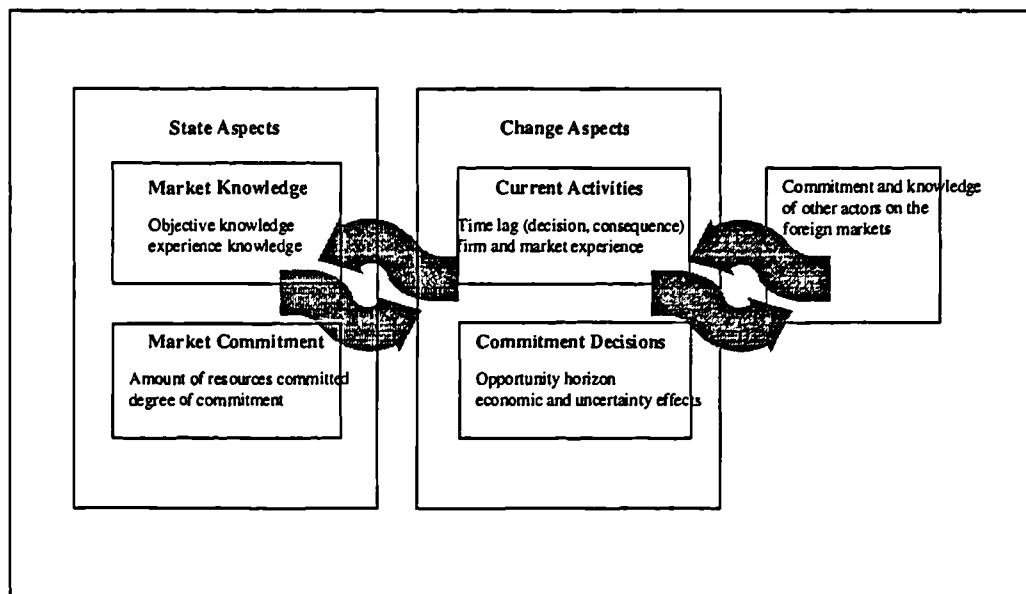 State Aspects
Market Knowledge
Objective knowledge
experience knowledge
Market Commitment
Amount of resources committed
degree of commitment
Change Aspects
Current Activities
Time lag (decision, consequence)
Firm and market experience
Commitment Decisions
Opportunity horizon
economic and uncertainty effects
Commitment and knowledge
of other actors on the
foreign markets